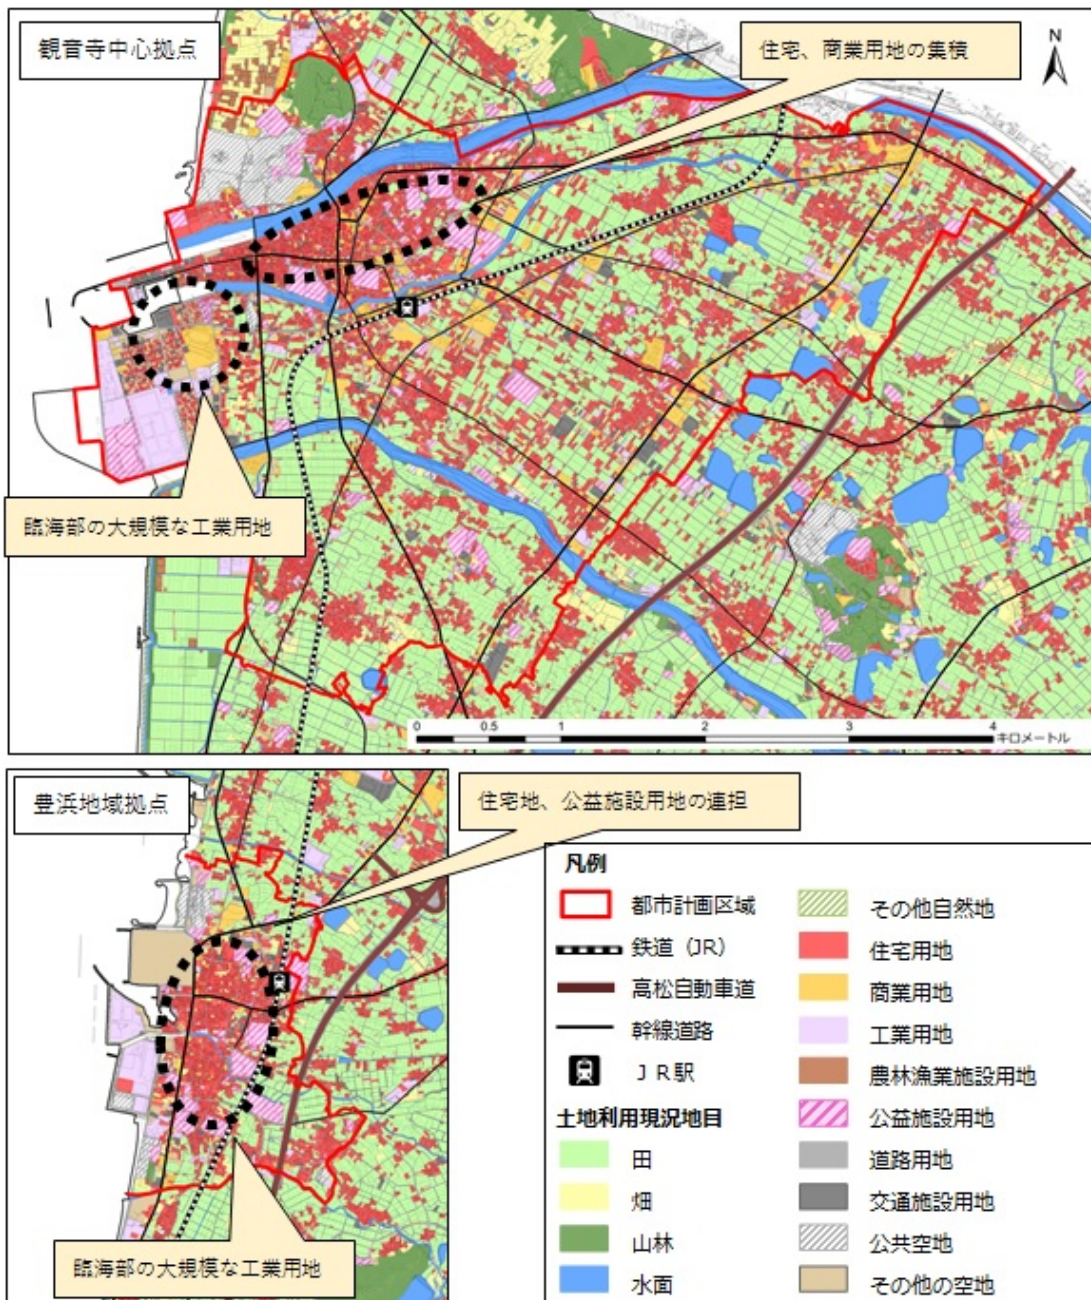 観音寺中心拠点
住宅、商業用地の集積
N
臨海部の大規模な工業用地
0 0.5 1 2 3 4
キロメートル
豊浜地域拠点
住宅地、公益施設用地の連担
臨海部の大規模な工業用地
凡例
都市計画区域
鉄道（JR）
高松自動車道
幹線道路
ＪＲ駅
土地利用現況地目
田
畑
山林
水面
その他自然地
住宅用地
商業用地
工業用地
農林漁業施設用地
公益施設用地
道路用地
交通施設用地
公共空地
その他の空地